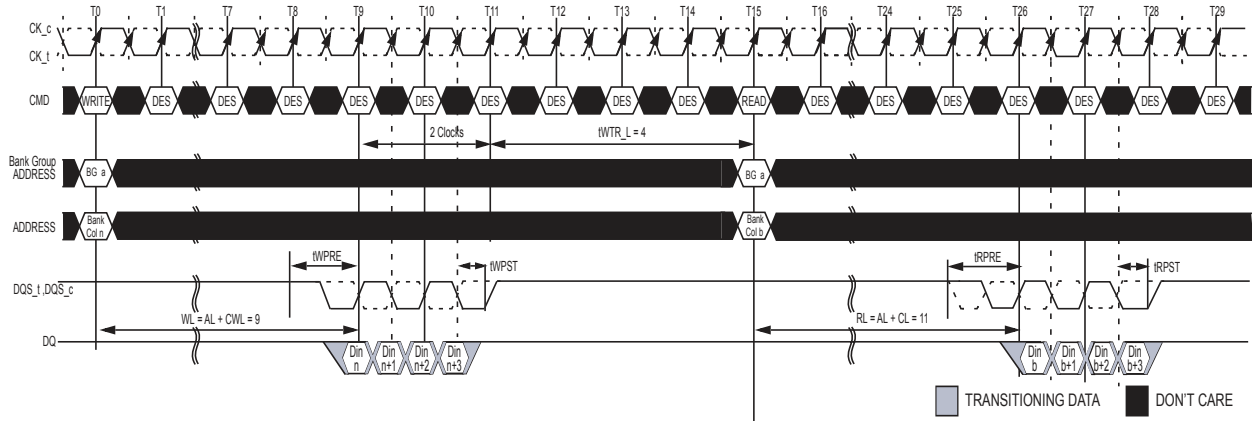 T0 T1 T7 T8 T9 T10 T11 T12 T13 T14 T15 T16 T24 T25 T26 T27 T28 T29
CK_c
CK_t
CMD WRITE DES DES DES DES DES DES DES DES DES READ DES DES DES DES DES DES DES
2 Clocks tWTR_L = 4
Bank Group
ADDRESS BG a BG a
ADDRESS Bank
Col n Bank
Col b
tWPRE tWPST tRPRE tRPST
DQS_t ,DQS_c
WL = AL + CWL = 9 RL = AL + CL = 11
DQ Din
n Din
n+1 Din
n+2 Din
n+3 Din
b Din
b+1 Din
b+2 Din
b+3
TRANSITIONING DATA DON'T CARE